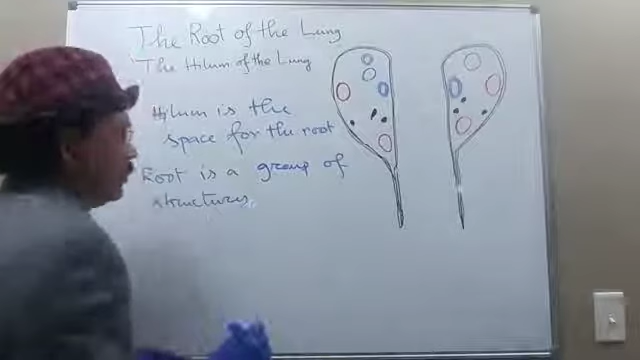 The Root of the Lung
The Hilum of the Lung
Hilum is the
space for the root
Root is a group of
structures